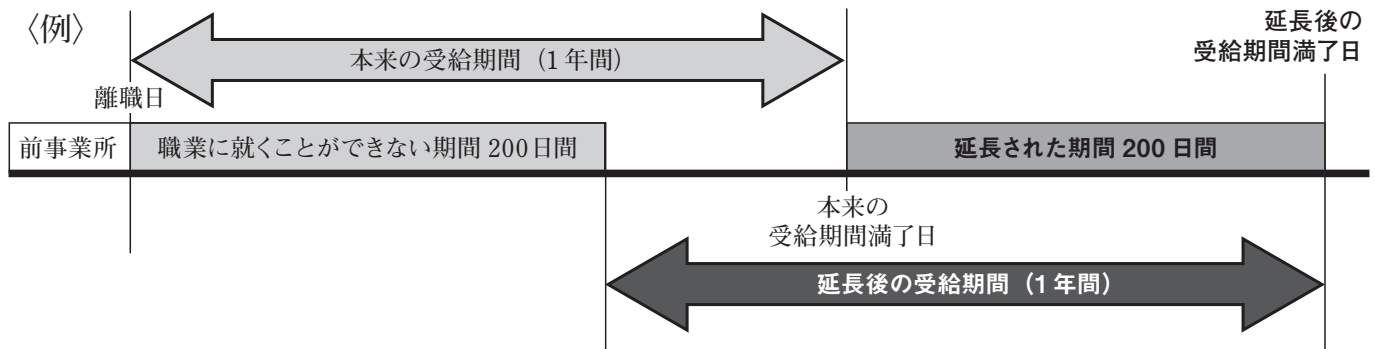 〈例〉
本来の受給期間（1年間）
延長後の
受給期間満了日
離職日
前事業所
職業に就くことができない期間 200日間
延長された期間 200 日間
本来の
受給期間満了日
延長後の受給期間（1 年間）